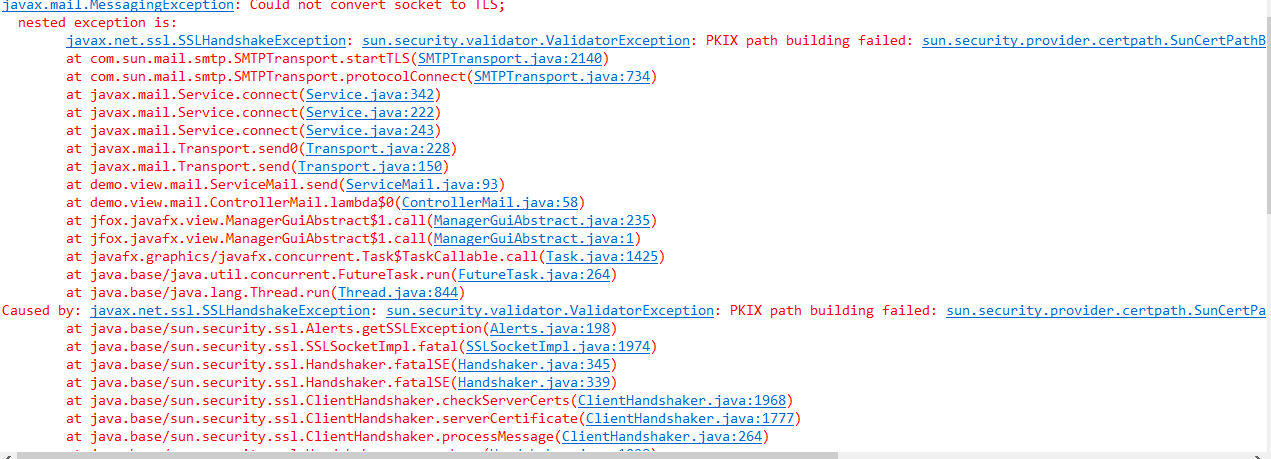 javax.mail.MessagingException: Could not convert socket to TLS;
nested exception is:
javax.net.ssl.SSLHandshakeException: sun.security.validator.ValidatorException: PKIX path building failed: sun.security.provider.certpath.SunCertPathB
at com.sun.mail.smtp.SMTPTransport.startTLS(SMTPTransport.java:2140)
at com.sun.mail.smtp.SMTPTransport.protocolConnect(SMTPTransport.java:734)
at javax.mail.Service.connect(Service.java:342)
at javax.mail.Service.connect(Service.java:222)
at javax.mail.Service.connect(Service.java:243)
at javax.mail.Transport.send0(Transport.java:228)
at javax.mail.Transport.send(Transport.java:150)
at demo.view.mail.ServiceMail.send(ServiceMail.java:93)
at demo.view.mail.ControllerMail.lambda$0(ControllerMail.java:58)
at jfox.javafx.view.ManagerGuiAbstract$1.call(ManagerGuiAbstract.java:235)
at jfox.javafx.view.ManagerGuiAbstract$1.call(ManagerGuiAbstract.java:1)
at javafx.graphics/javafx.concurrent.Task$TaskCallable.call(Task.java:1425)
at java.base/java.util.concurrent.FutureTask.run(FutureTask.java:264)
at java.base/java.lang.Thread.run(Thread.java:844)
Caused by: javax.net.ssl.SSLHandshakeException: sun.security.validator.ValidatorException: PKIX path building failed: sun.security.provider.certpath.SunCertPa
at java.base/sun.security.ssl.Alerts.getSSLException(Alerts.java:198)
at java.base/sun.security.ssl.SSLSocketImpl.fatal(SSLSocketImpl.java:1974)
at java.base/sun.security.ssl.Handshaker.fatalSE(Handshaker.java:345)
at java.base/sun.security.ssl.Handshaker.fatalSE(Handshaker.java:339)
at java.base/sun.security.ssl.ClientHandshaker.checkServerCerts(ClientHandshaker.java:1968)
at java.base/sun.security.ssl.ClientHandshaker.serverCertificate(ClientHandshaker.java:1777)
at java.base/sun.security.ssl.ClientHandshaker.processMessage(ClientHandshaker.java:264)